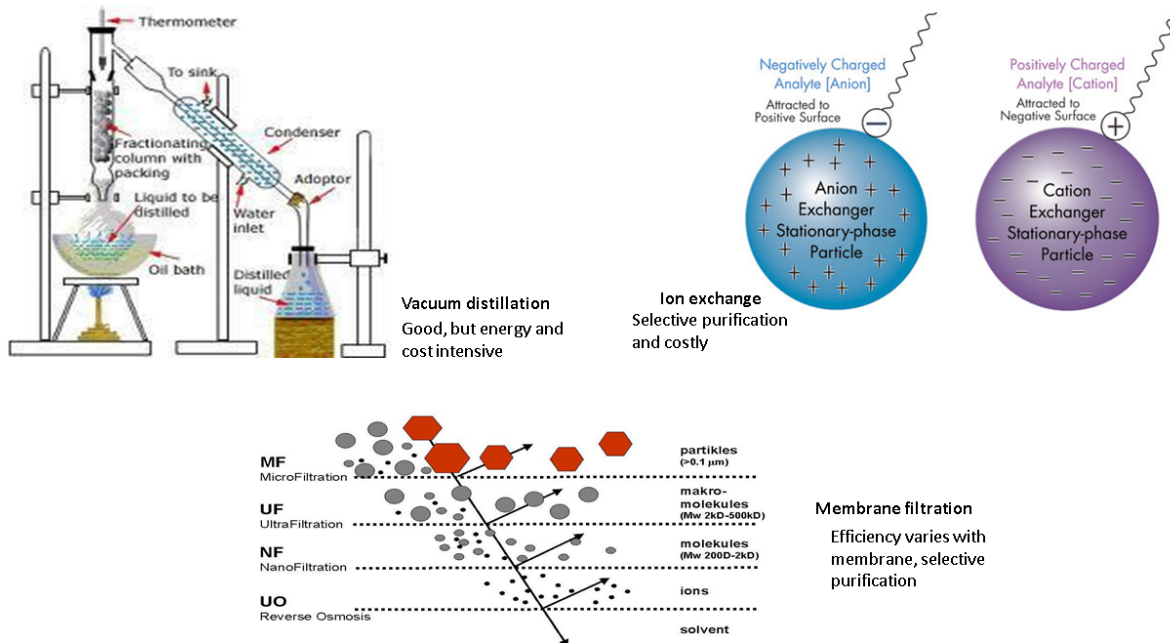 Thermometer
To sink
Condenser
Fractionating
column with
packing
Adoptor
Liquid to be
distilled
Water
inlet
Oil bath
Distilled
liquid
Vacuum distillation
Good, but energy and
cost intensive
Negatively Charged
Analyte [Anion]
Attracted to
Positive Surface
−
+ + + + + + + + + + + + + + + + + +
Anion
Exchanger
Stationary-phase
Particle
Positively Charged
Analyte [Cation]
Attracted to
Negative Surface
+
Cation
Exchanger
Stationary-phase
Particle
Ion exchange
Selective purification
and costly
MF
MicroFiltration
partikles
(>0.1 µm)
UF
UltraFiltration
makro-
molekules
(Mw 2kD-500kD)
NF
NanoFiltration
molekules
(Mw 200D-2kD)
UO
Reverse Osmosis
ions
solvent
Membrane filtration
Efficiency varies with
membrane, selective
purification